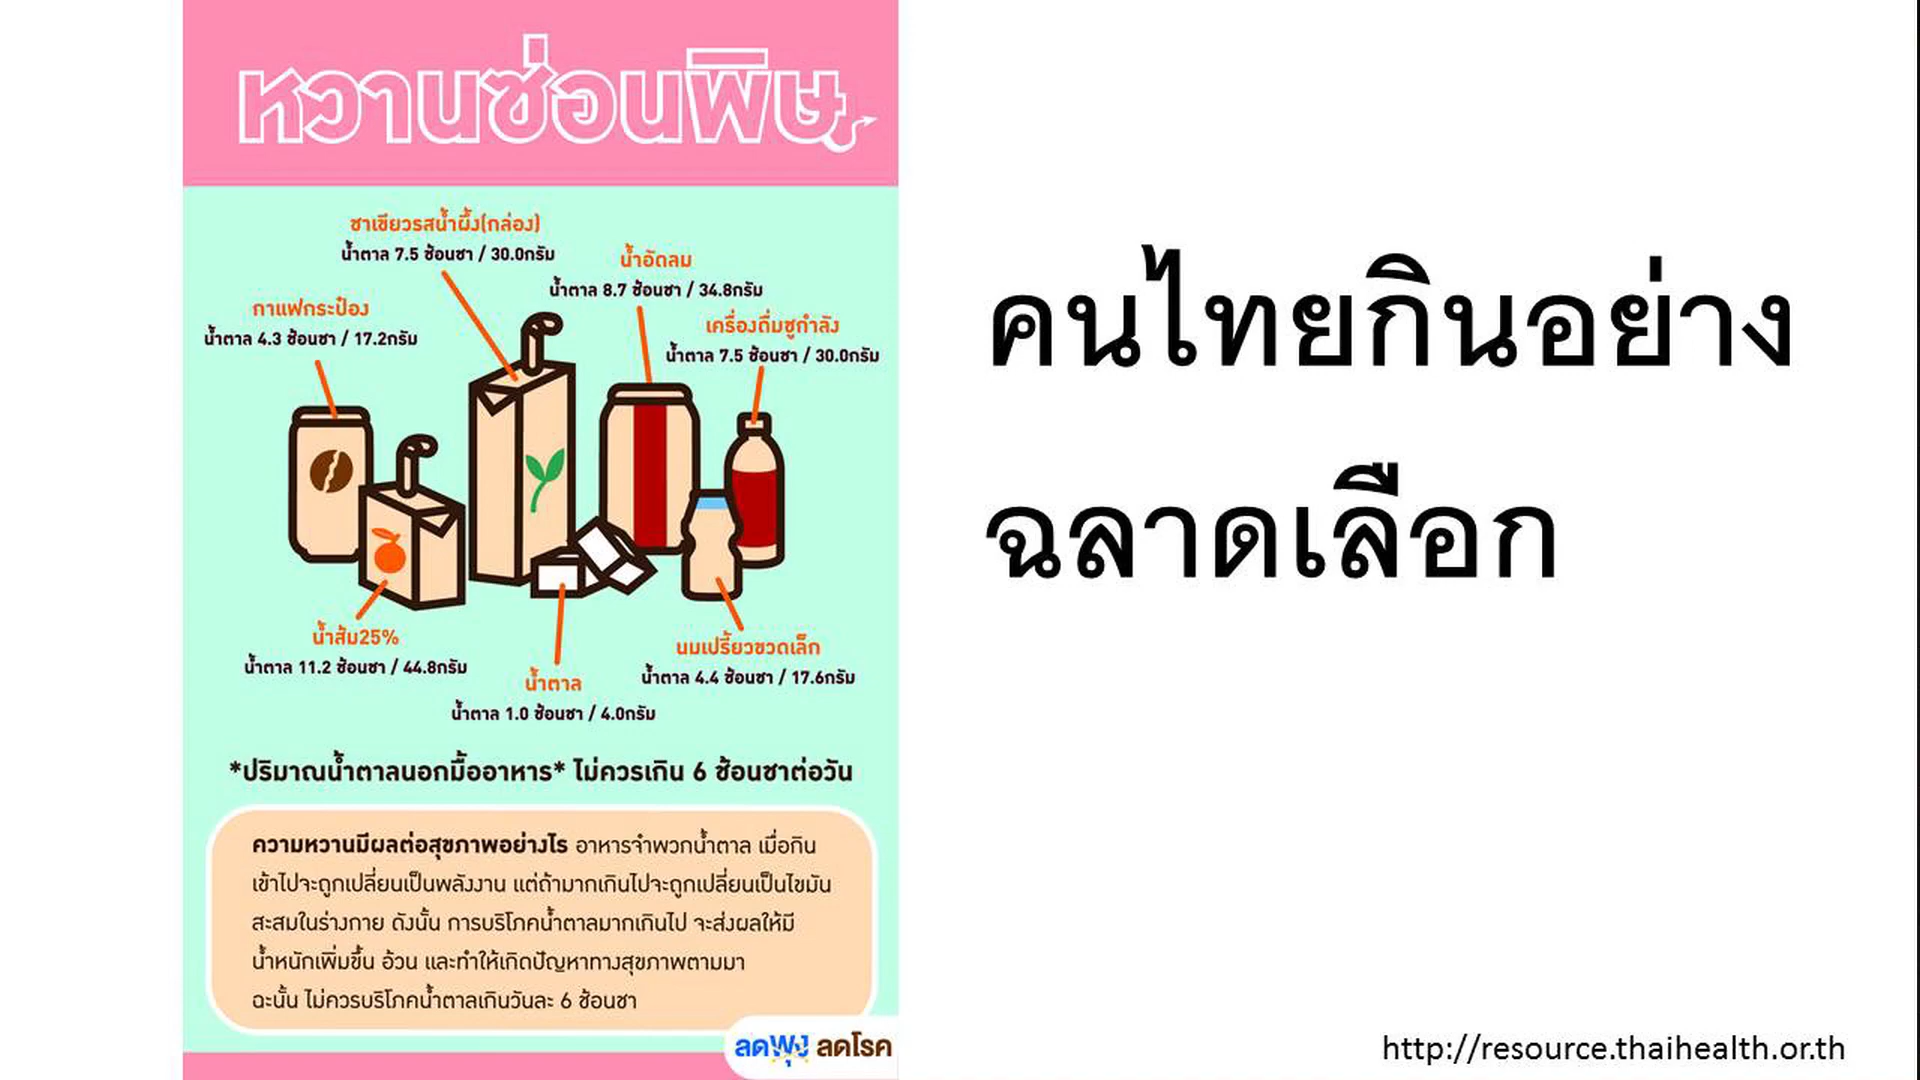 หวานซ่อนพิษ
ชาเขียวรสน้ำผึ้ง(กล่อง)
น้ำตาล 7.5 ช้อนชา / 30.0กรัม
น้ำอัดลม
น้ำตาล 8.7 ช้อนชา / 34.8กรัม
กาแฟกระป๋อง
น้ำตาล 4.3 ช้อนชา / 17.2กรัม
เครื่องดื่มชูกำลัง
น้ำตาล 7.5 ช้อนชา / 30.0กรัม
น้ำส้ม25%
น้ำตาล 11.2 ช้อนชา / 44.8กรัม
น้ำตาล
น้ำตาล 1.0 ช้อนชา / 4.0กรัม
นมเปรี้ยวขวดเล็ก
น้ำตาล 4.4 ช้อนชา / 17.6กรัม
*ปริมาณน้ำตาลนอกมื้ออาหาร* ไม่ควรเกิน 6 ช้อนชาต่อวัน
ความหวานมีผลต่อสุขภาพอย่างไร อาหารจำพวกน้ำตาล เมื่อกิน
เข้าไปจะถูกเปลี่ยนเป็นพลังงาน แต่ถ้ามากเกินไปจะถูกเปลี่ยนเป็นไขมัน
สะสมในร่างกาย ดังนั้น การบริโภคน้ำตาลมากเกินไป จะส่งผลให้มี
น้ำหนักเพิ่มขึ้น อ้วน และทำให้เกิดปัญหาทางสุขภาพตามมา
ฉะนั้น ไม่ควรบริโภคน้ำตาลเกินวันละ 6 ช้อนชา
ลดพุง ลดโรค
คนไทยกินอย่าง
ฉลาดเลือก
http://resource.thaihealth.or.th